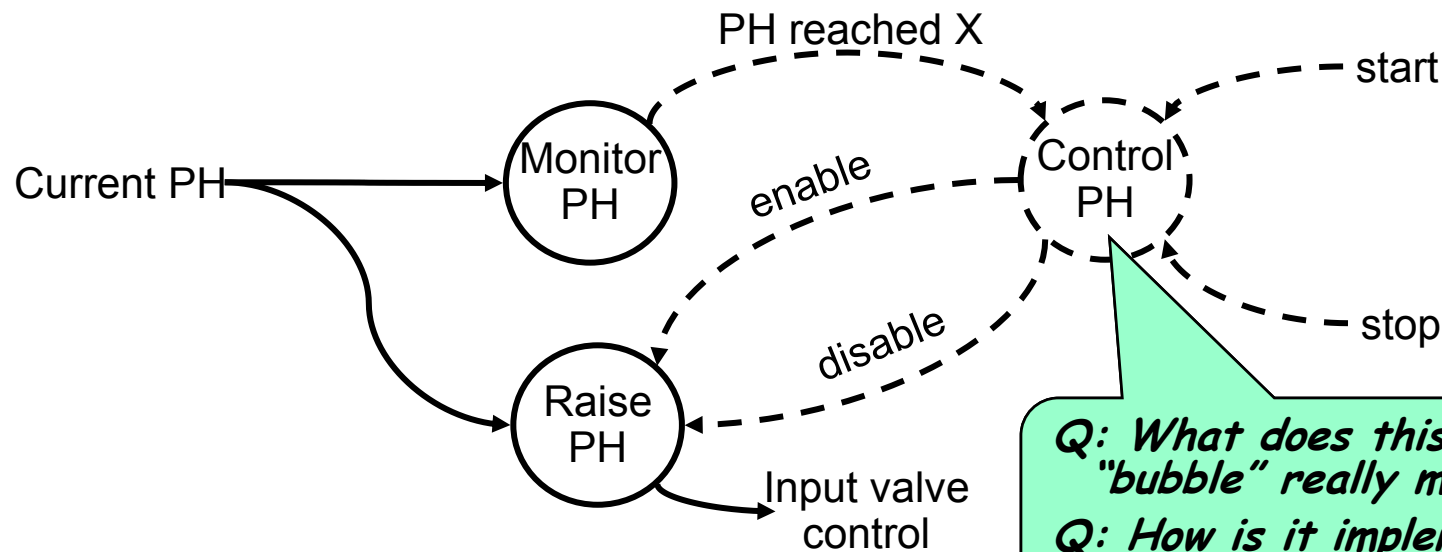 PH reached X
start
Current PH
Monitor
PH
enable
Control
PH
stop
disable
Raise
PH
Input valve
control
Q: What does this
"bubble" really
Q: How is it